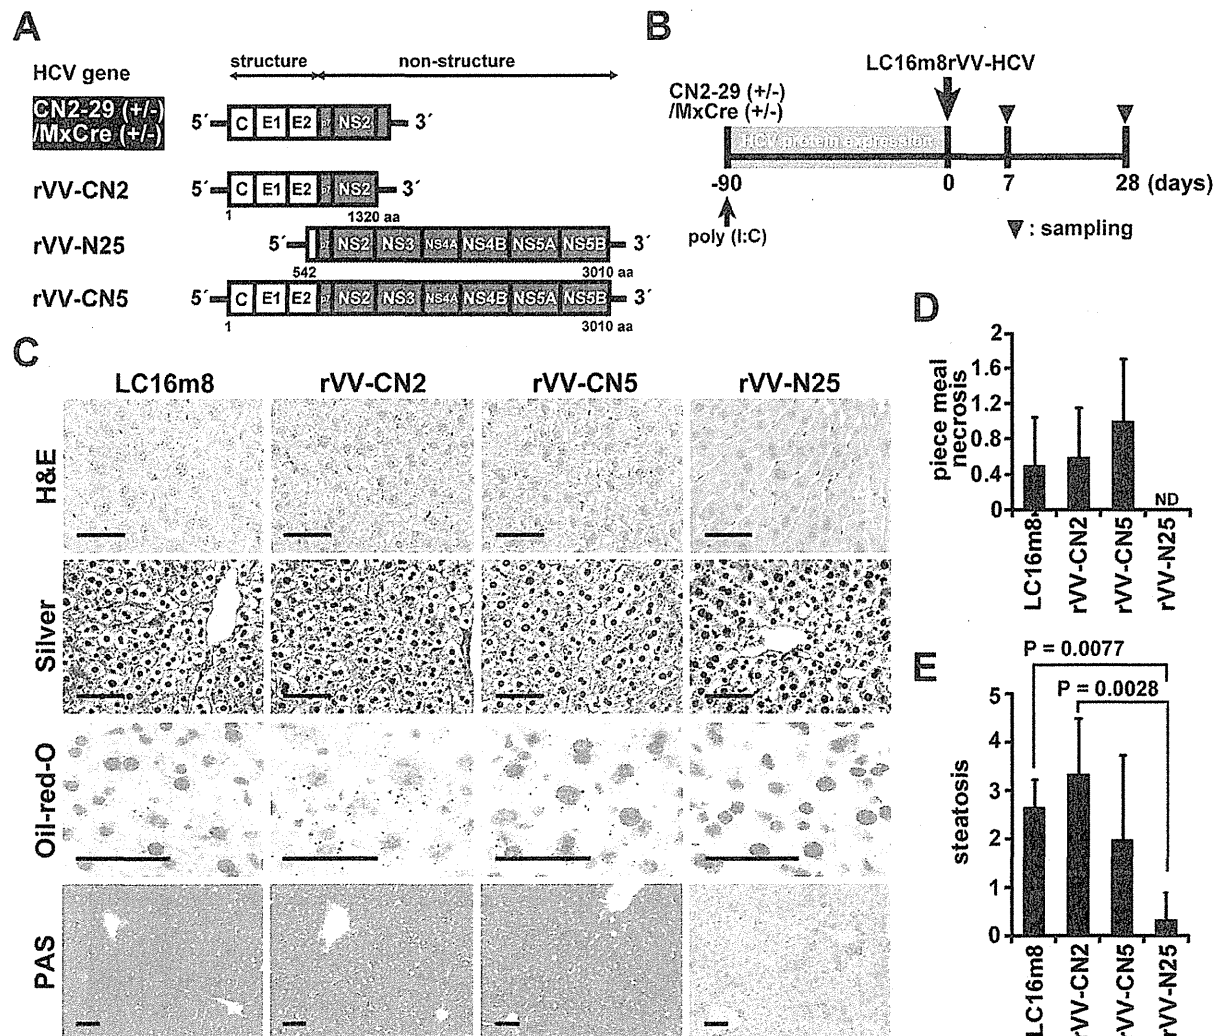 A
structure
non-structure
HCV gene
CN2-29 (+/-)
/MxCre (+/-)
5´ C E1 E2 p7 NS2 3´
rVV-CN2
5´ C E1 E2 p7 NS2 3´
1 1320 aa
rVV-N25
5´ p7 NS2 NS3 NS4A NS4B NS5A NS5B 3´
542 3010 aa
rVV-CN5
5´ C E1 E2 p7 NS2 NS3 NS4A NS4B NS5A NS5B 3´
1 3010 aa
B
LC16m8rVV-HCV
CN2-29 (+/-)
/MxCre (+/-)
HCV protein expression
-90 0 7 28 (days)
poly (I:C)
: sampling
C
LC16m8 rVV-CN2 rVV-CN5 rVV-N25
H&E
Silver
Oil-red-O
PAS
D
piece meal
necrosis
2
1.6
1.2
0.8
0.4
0
ND
LC16m8
rVV-CN2
rVV-CN5
rVV-N25
E
P = 0.0077
P = 0.0028
steatosis
5
4
3
2
1
0
LC16m8
rVV-CN2
rVV-CN5
rVV-N25